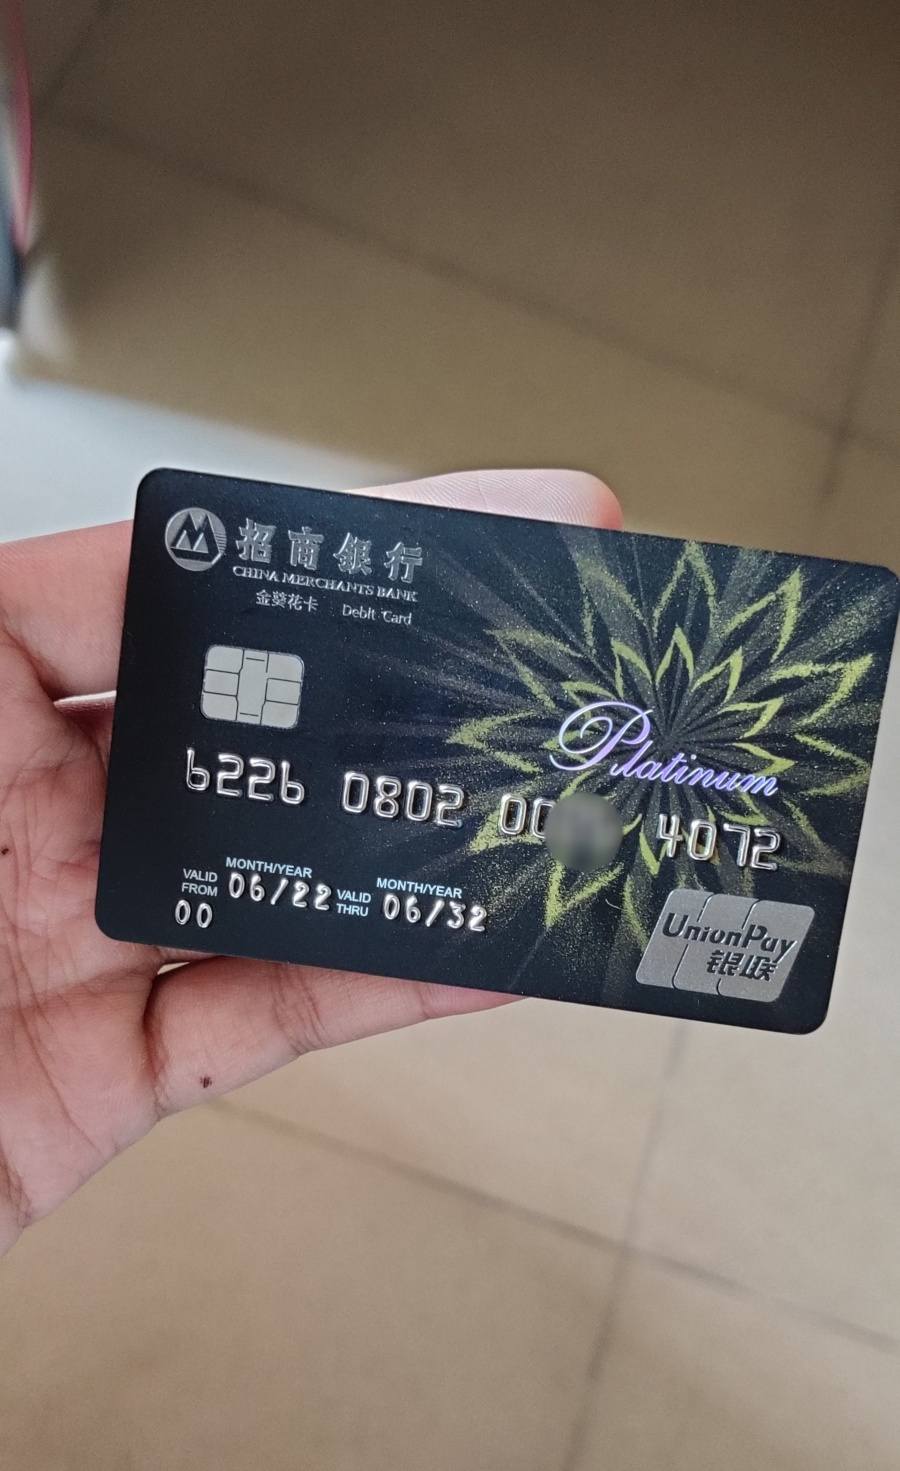 招商銀行
CHINA MERCHANTS BANK
金葵花卡 Debit Card
Platinum
6226 0802 00 4072
MONTH/YEAR MONTH/YEAR
VALID FROM 06/22 VALID THRU 06/32
00
UnionPay
银联